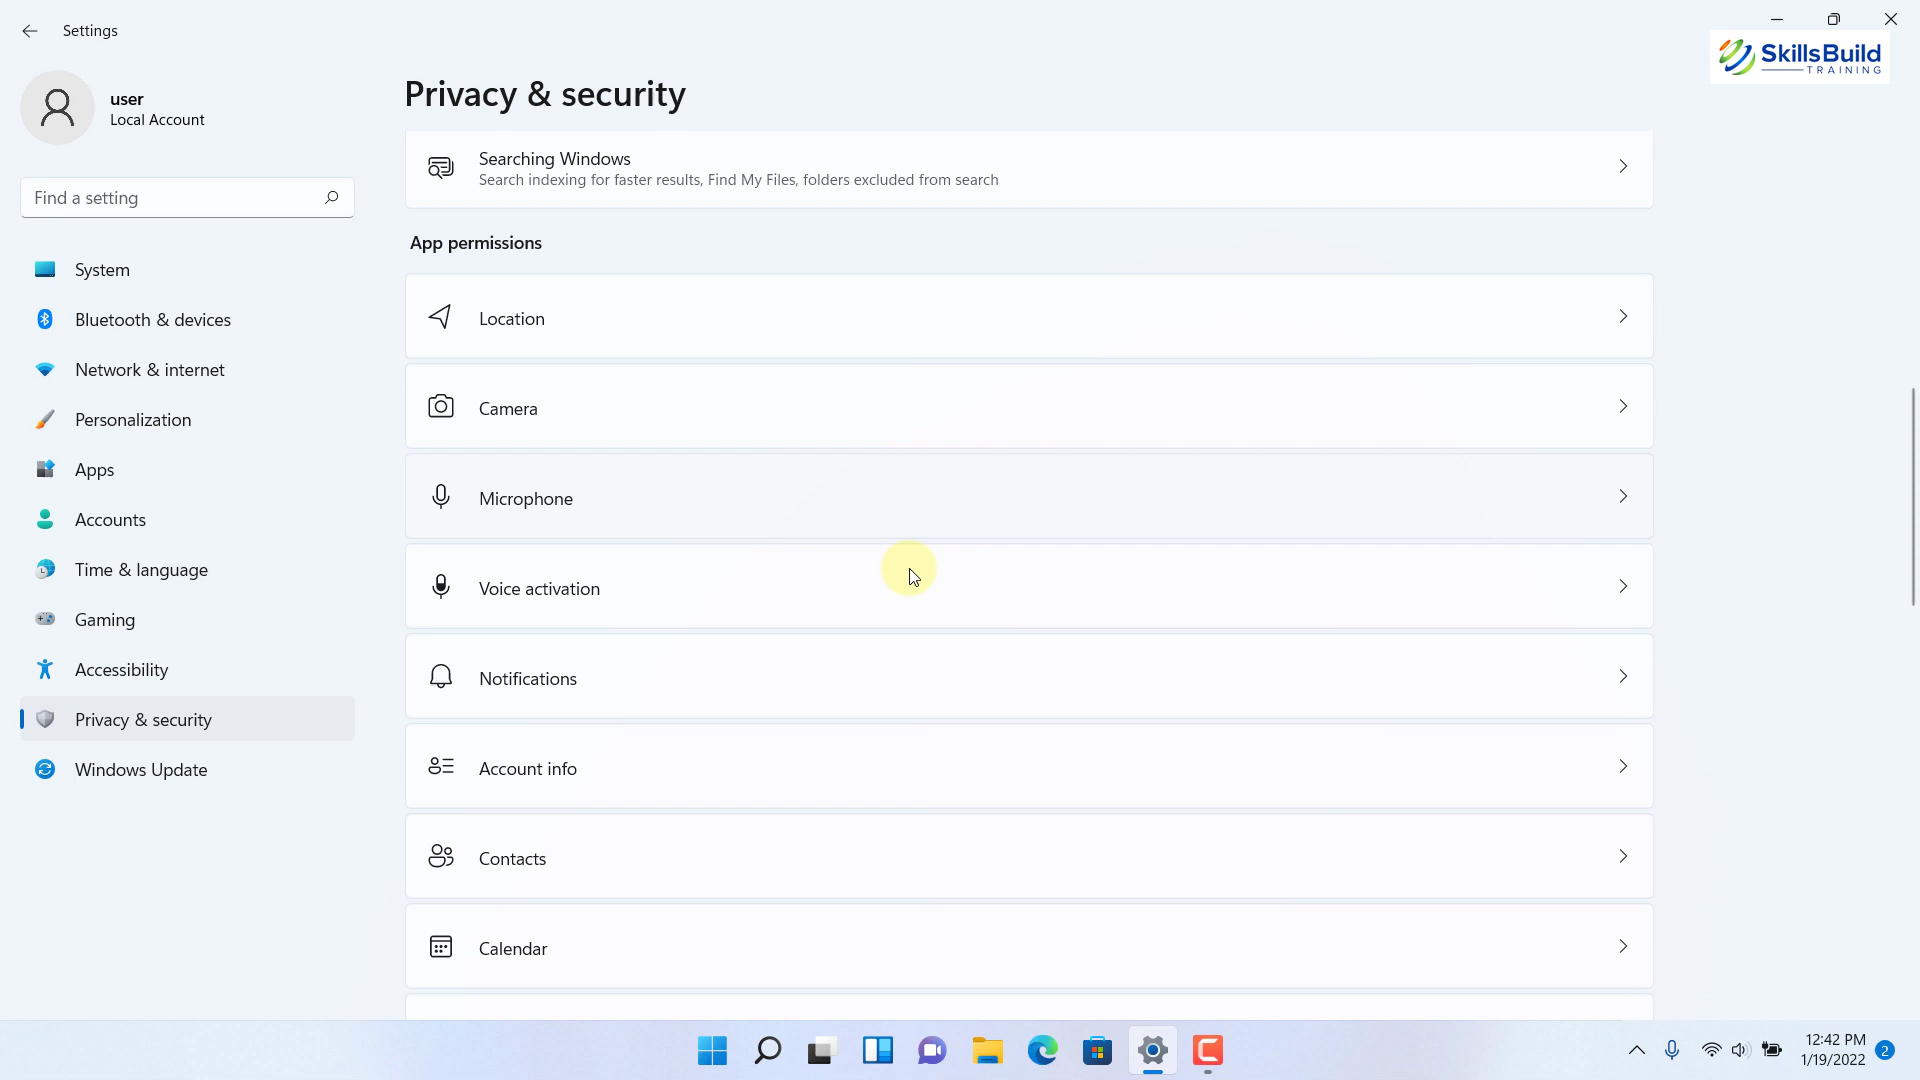 Settings
SkillsBuild
TRAINING
user
Local Account
Privacy & security
Find a setting
Searching Windows
Search indexing for faster results, Find My Files, folders excluded from search
App permissions
System
Location
Bluetooth & devices
Network & internet
Camera
Personalization
Apps
Microphone
Accounts
Time & language
Voice activation
Gaming
Accessibility
Notifications
Privacy & security
Windows Update
Account info
Contacts
Calendar
12:42 PM
1/19/2022
2